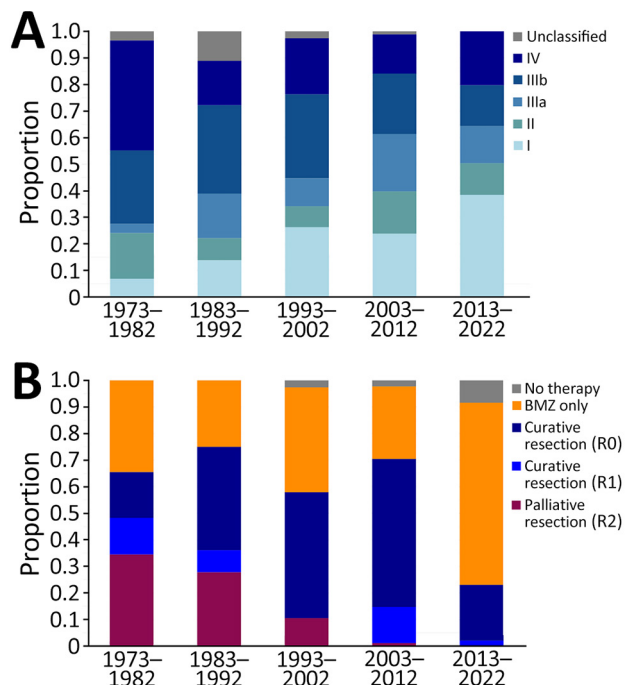 A
Proportion
1.0
0.9
0.8
0.7
0.6
0.5
0.4
0.3
0.2
0.1
0
1973–
1982
1983–
1992
1993–
2002
2003–
2012
2013–
2022
Unclassified
IV
IIIb
IIIa
II
I
B
Proportion
1.0
0.9
0.8
0.7
0.6
0.5
0.4
0.3
0.2
0.1
0
1973–
1982
1983–
1992
1993–
2002
2003–
2012
2013–
2022
No therapy
BMZ only
Curative
resection (R0)
Curative
resection (R1)
Palliative
resection (R2)